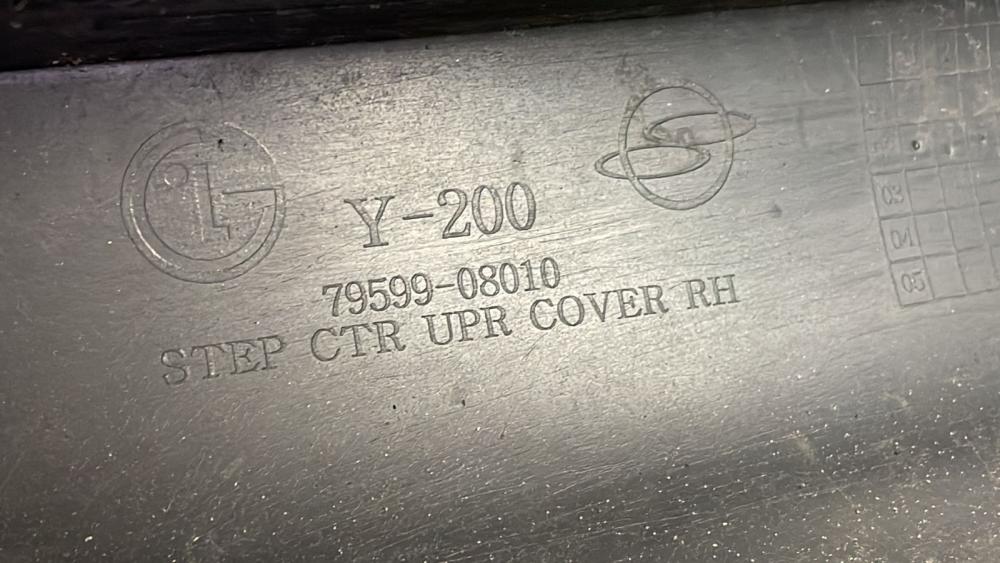 Y-200
79599-08010
STEP CTR UPR COVER RH
03
04
05